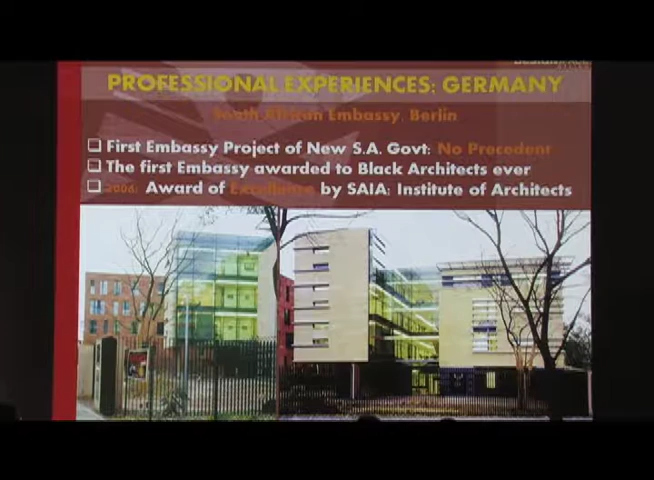 PROFESSIONAL EXPERIENCES: GERMANY
South African Embassy, Berlin
❑ First Embassy Project of New S.A. Govt: No Precedent
❑ The first Embassy awarded to Black Architects ever
❑ 2006: Award of Excellence by SAIA: Institute of Architects